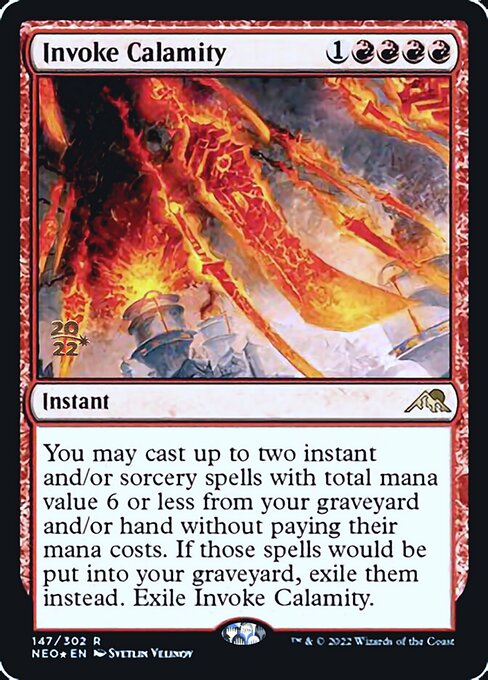 Invoke Calamity 1
20
22
Instant
You may cast up to two instant
and/or sorcery spells with total mana
value 6 or less from your graveyard
and/or hand without paying their
mana costs. If those spells would be
put into your graveyard, exile them
instead. Exile Invoke Calamity.
147/302 R
NEO★EN Svetlin Velinov
™ & © 2022 Wizards of the Coast